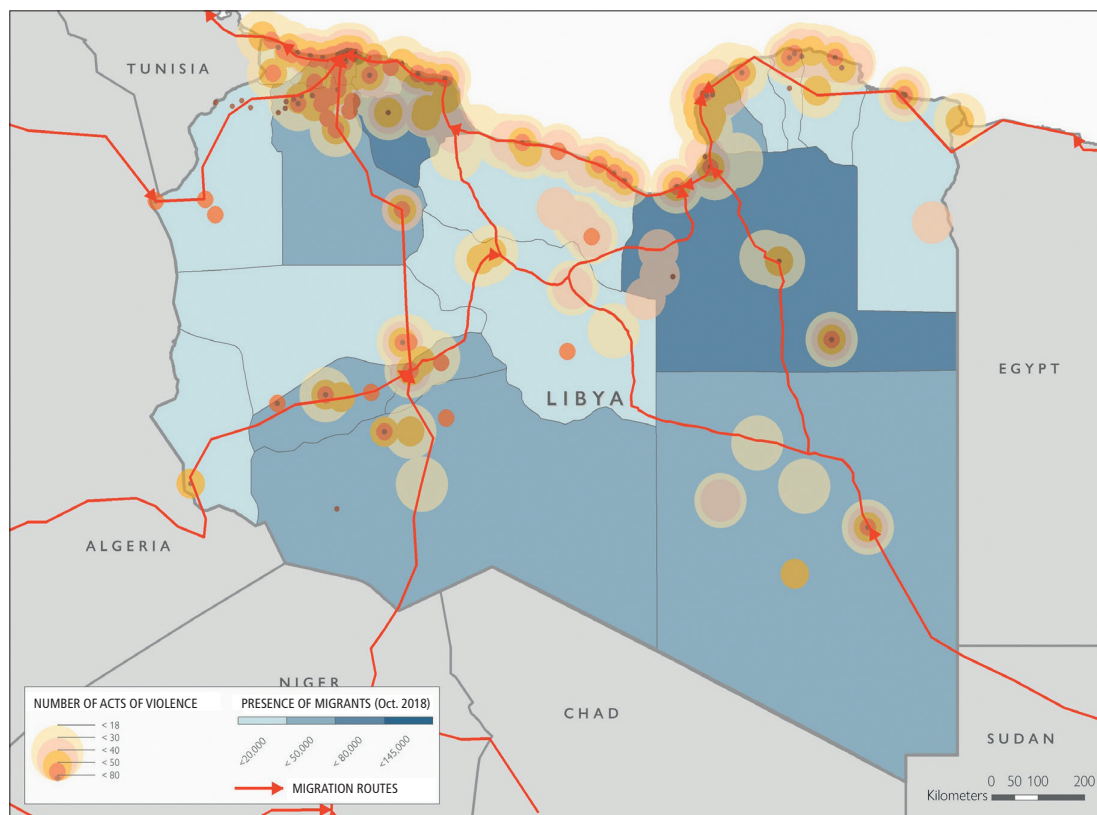 TUNISIA
LIBYA
EGYPT
ALGERIA
NIGER
CHAD
SUDAN
NUMBER OF ACTS OF VIOLENCE
< 18
< 30
< 40
< 50
< 80
PRESENCE OF MIGRANTS (Oct. 2018)
<20,000
< 50,000
< 80,000
<145,000
MIGRATION ROUTES
0 50 100 200
Kilometers